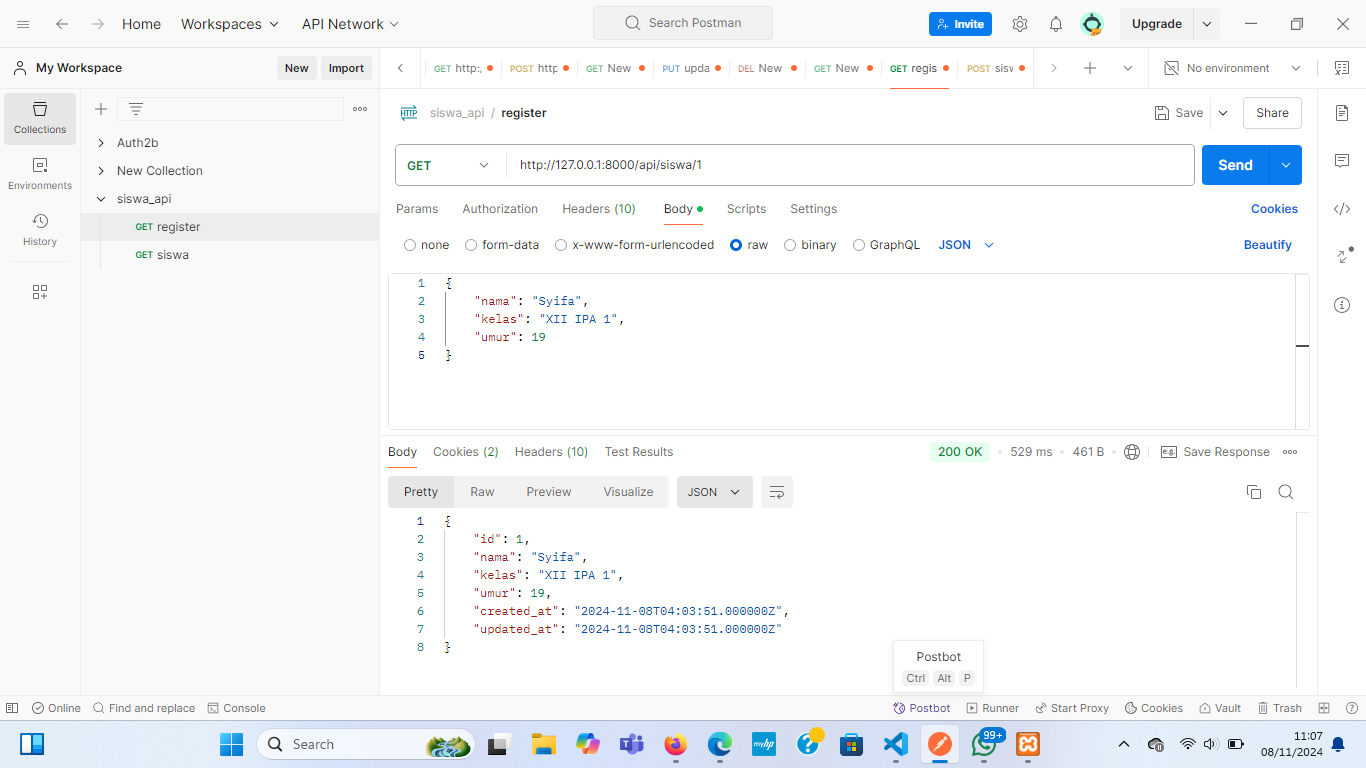 Home Workspaces API Network Search Postman Invite Upgrade
My Workspace New Import GET http:, POST http GET New PUT upda DEL New GET New GET regis POST sisv No environment
Collections
Environments
History
Auth2b
New Collection
siswa_api
GET register
GET siswa
HTTP siswa_api / register Save Share
GET http://127.0.0.1:8000/api/siswa/1 Send
Params Authorization Headers (10) Body Scripts Settings Cookies
none form-data x-www-form-urlencoded raw binary GraphQL JSON Beautify
1 {
2 "nama": "Syifa",
3 "kelas": "XII IPA 1",
4 "umur": 19
5 }
Body Cookies (2) Headers (10) Test Results 200 OK 529 ms 461 B e.g. Save Response
Pretty Raw Preview Visualize JSON
1 {
2 "id": 1,
3 "nama": "Syifa",
4 "kelas": "XII IPA 1",
5 "umur": 19,
6 "created_at": "2024-11-08T04:03:51.000000Z",
7 "updated_at": "2024-11-08T04:03:51.000000Z"
8 }
Postbot
Ctrl Alt P
Online Find and replace Console Postbot Runner Start Proxy Cookies Vault Trash
Search myhp 99+ 11:07
08/11/2024